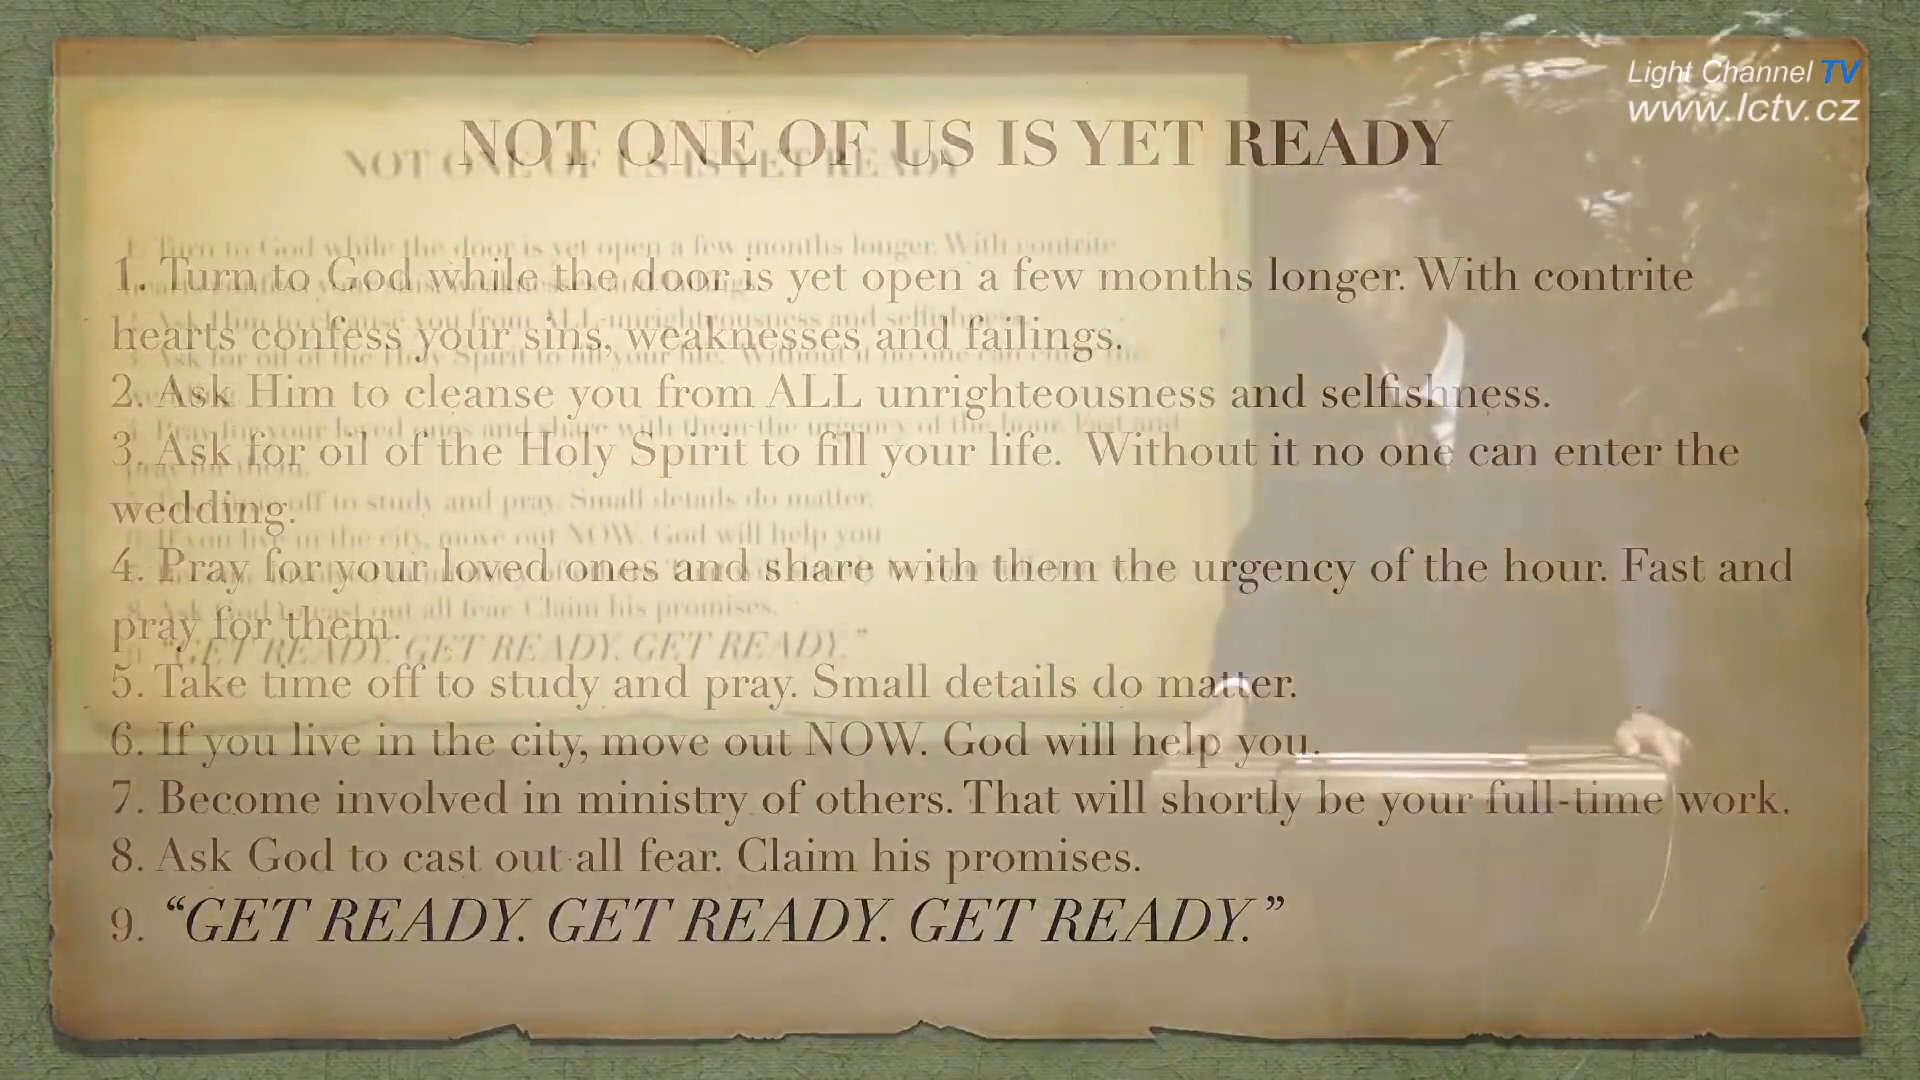 Light Channel TV
www.lctv.cz
NOT ONE OF US IS YET READY
1. Turn to God while the door is yet open a few months longer. With contrite
hearts confess your sins, weaknesses and failings.
2. Ask Him to cleanse you from ALL unrighteousness and selfishness.
3. Ask for oil of the Holy Spirit to fill your life. Without it no one can enter the
wedding.
4. Pray for your loved ones and share with them the urgency of the hour. Fast and
pray for them.
5. Take time off to study and pray. Small details do matter.
6. If you live in the city, move out NOW. God will help you.
7. Become involved in ministry of others. That will shortly be your full-time work.
8. Ask God to cast out all fear. Claim his promises.
9. “GET READY. GET READY. GET READY.”